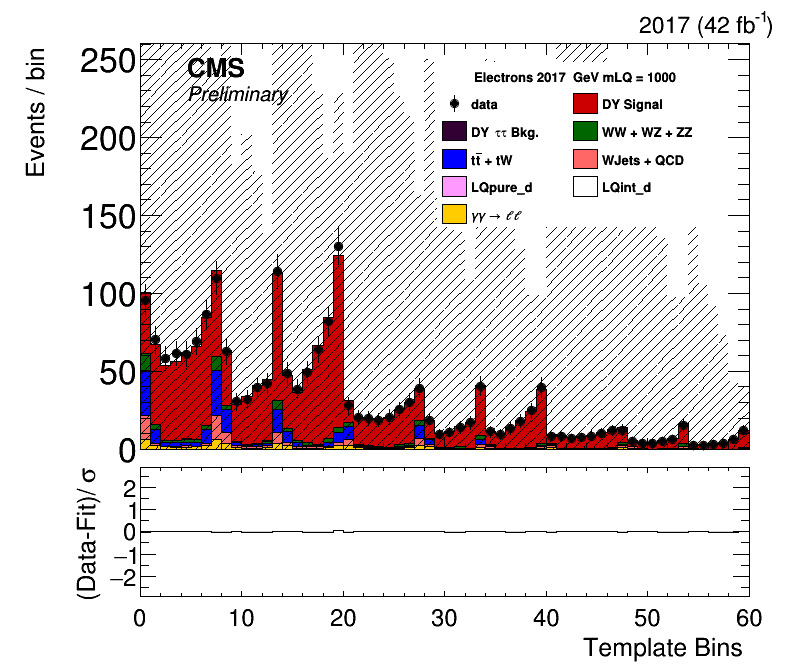 2017 (42 fb-1)
Events / bin
250
200
150
100
50
0
CMS
Preliminary
Electrons 2017 GeV mLQ = 1000
data
DY Signal
DY ττ Bkg.
WW + WZ + ZZ
tt̄ + tW
WJets + QCD
LQpure_d
LQint_d
γγ → ℓℓ
(Data-Fit)/ σ
2
1
0
−1
−2
0 10 20 30 40 50 60
Template Bins